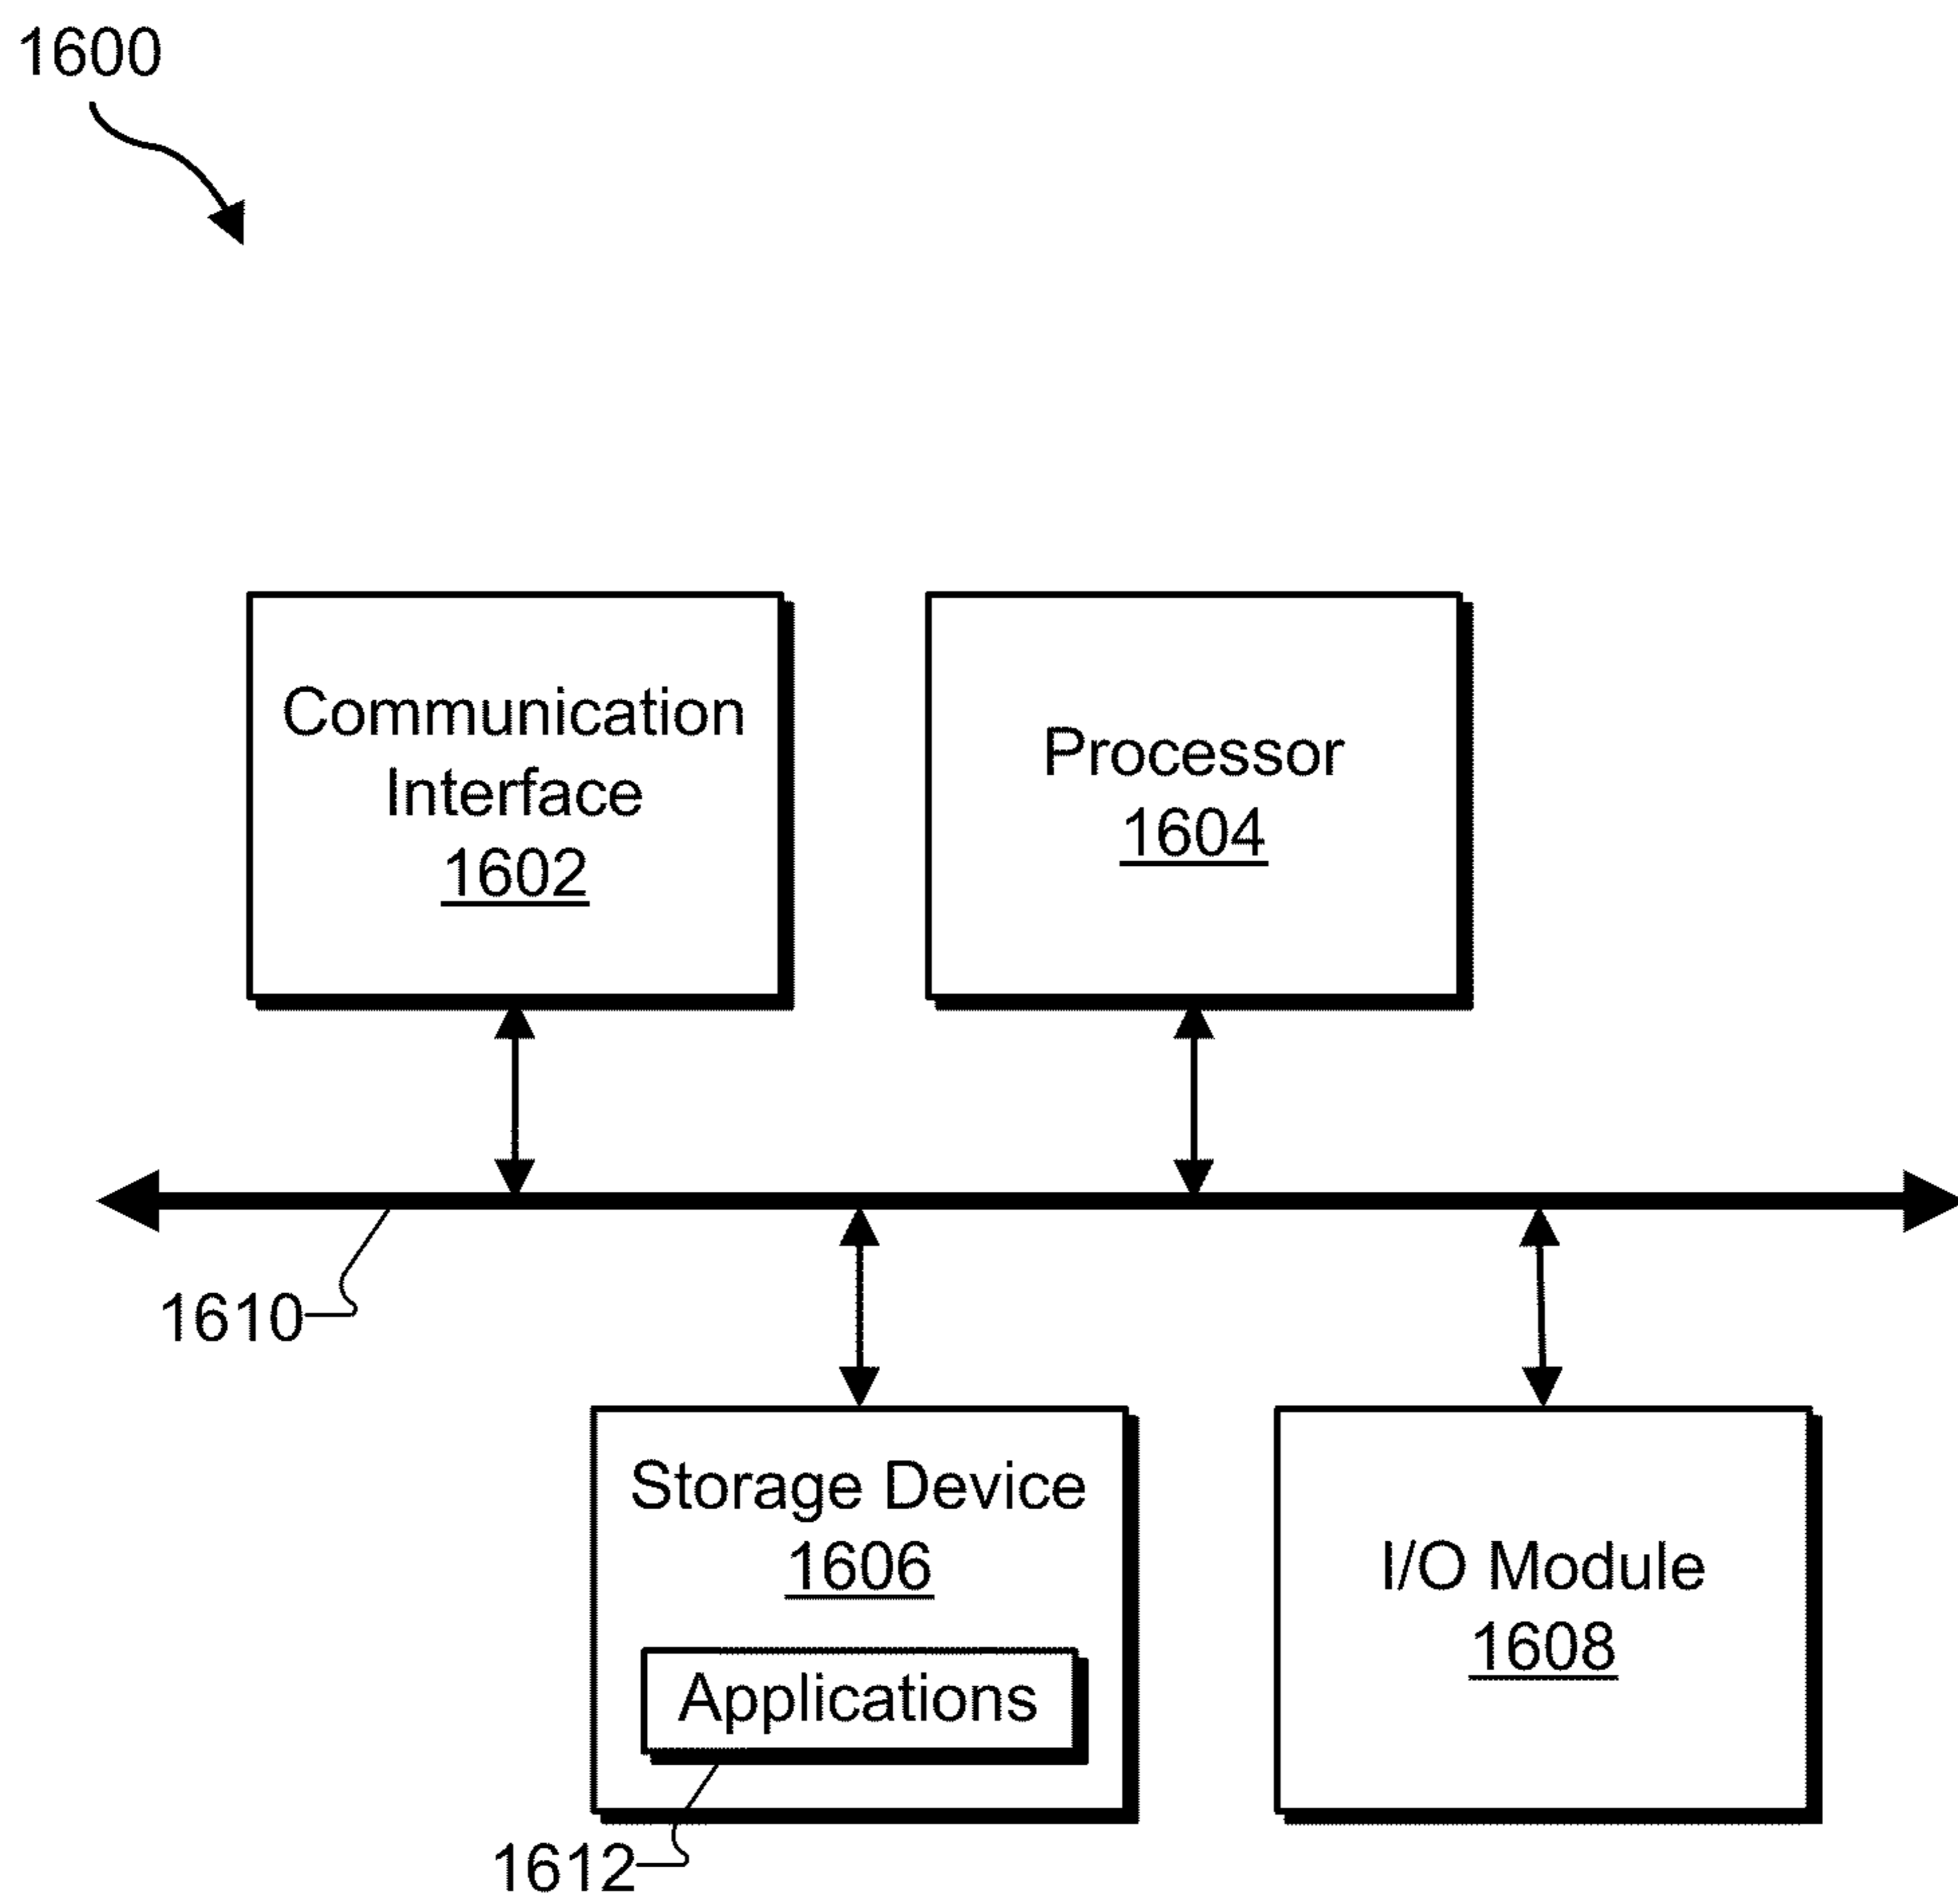 1600
Communication
Interface
1602
Processor
1604
1610
Storage Device
1606
Applications
1612
I/O Module
1608